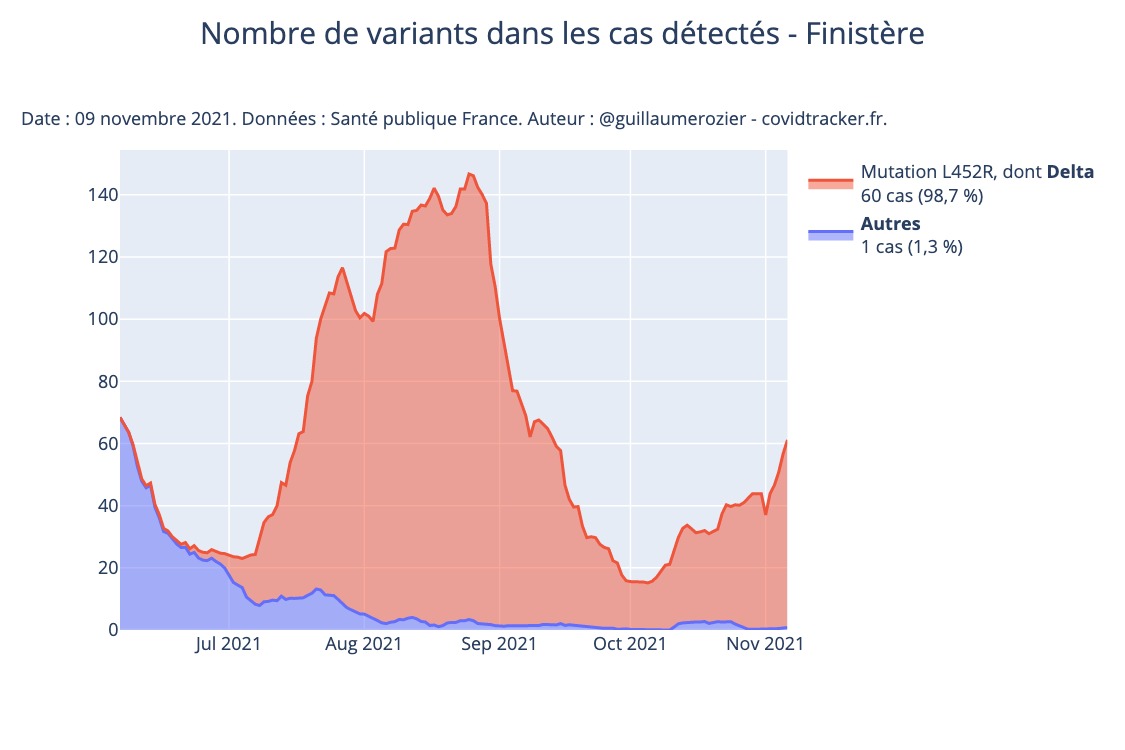 Nombre de variants dans les cas détectés - Finistère
Date : 09 novembre 2021. Données : Santé publique France. Auteur : @guillaumerozier - covidtracker.fr.
Mutation L452R, dont Delta
60 cas (98,7 %)
Autres
1 cas (1,3 %)
140
120
100
80
60
40
20
0
Jul 2021 Aug 2021 Sep 2021 Oct 2021 Nov 2021